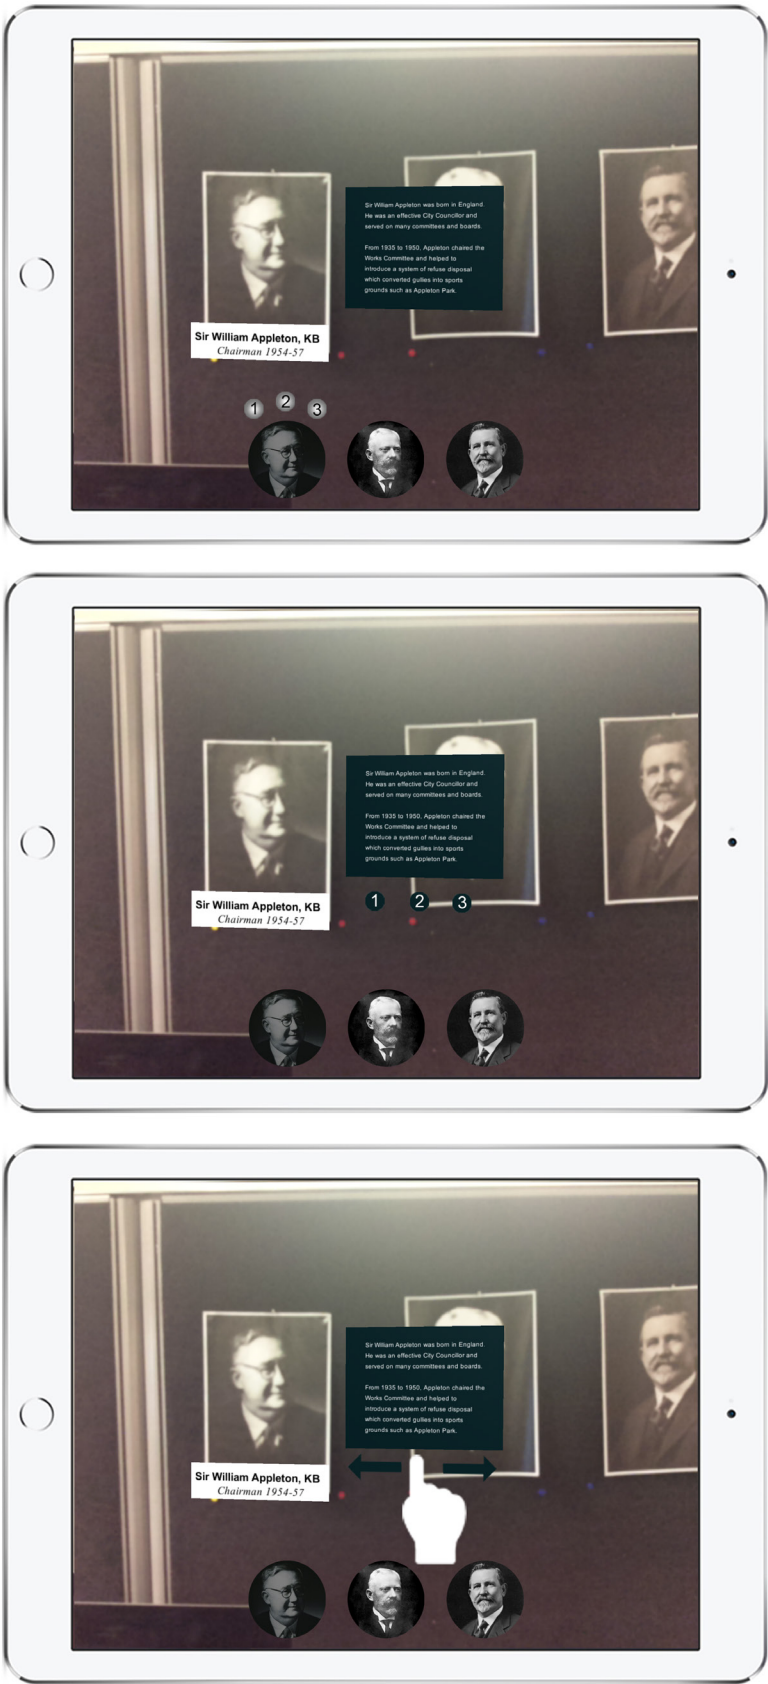 Sir William Appleton was born in England.
He was an effective City Councillor and
served on many committees and boards.
From 1935 to 1950, Appleton chaired the
Works Committee and helped to
introduce a system of refuse disposal
which converted gullies into sports
grounds such as Appleton Park.
Sir William Appleton, KB
Chairman 1954-57
1 2 3
Sir William Appleton was born in England.
He was an effective City Councillor and
served on many committees and boards.
From 1935 to 1950, Appleton chaired the
Works Committee and helped to
introduce a system of refuse disposal
which converted gullies into sports
grounds such as Appleton Park.
1 2 3
Sir William Appleton, KB
Chairman 1954-57
Sir William Appleton was born in England.
He was an effective City Councillor and
served on many committees and boards.
From 1935 to 1950, Appleton chaired the
Works Committee and helped to
introduce a system of refuse disposal
which converted gullies into sports
grounds such as Appleton Park.
Sir William Appleton, KB
Chairman 1954-57